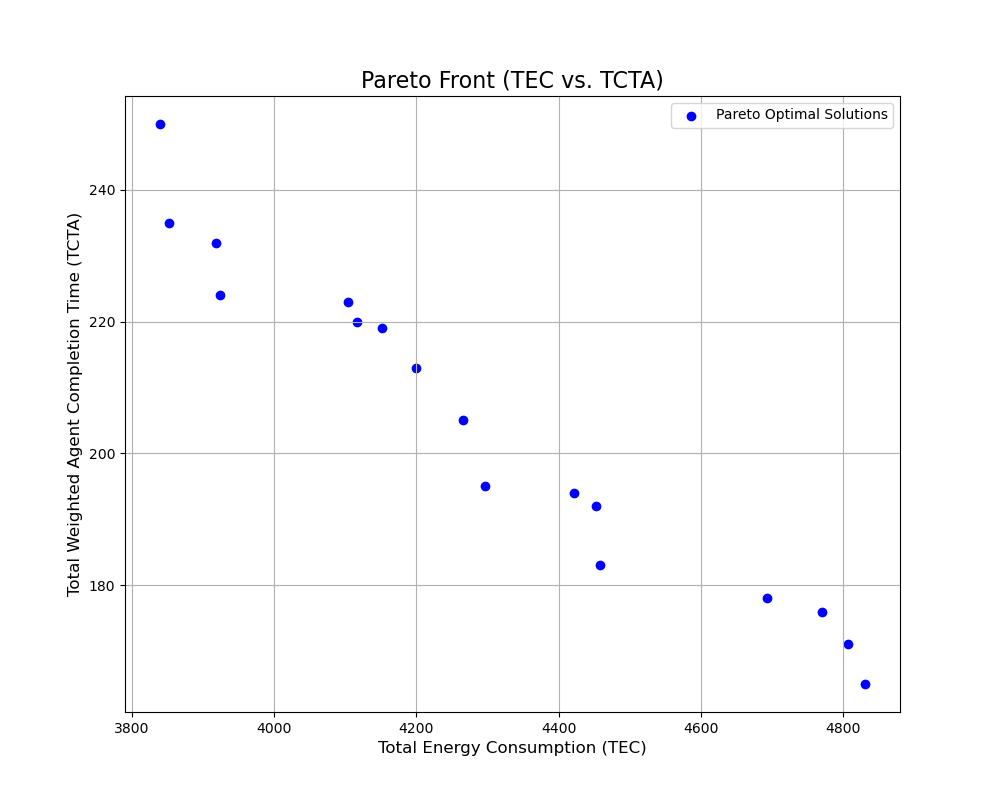 Pareto Front (TEC vs. TCTA)
Pareto Optimal Solutions
Total Weighted Agent Completion Time (TCTA)
240
220
200
180
3800 4000 4200 4400 4600 4800
Total Energy Consumption (TEC)